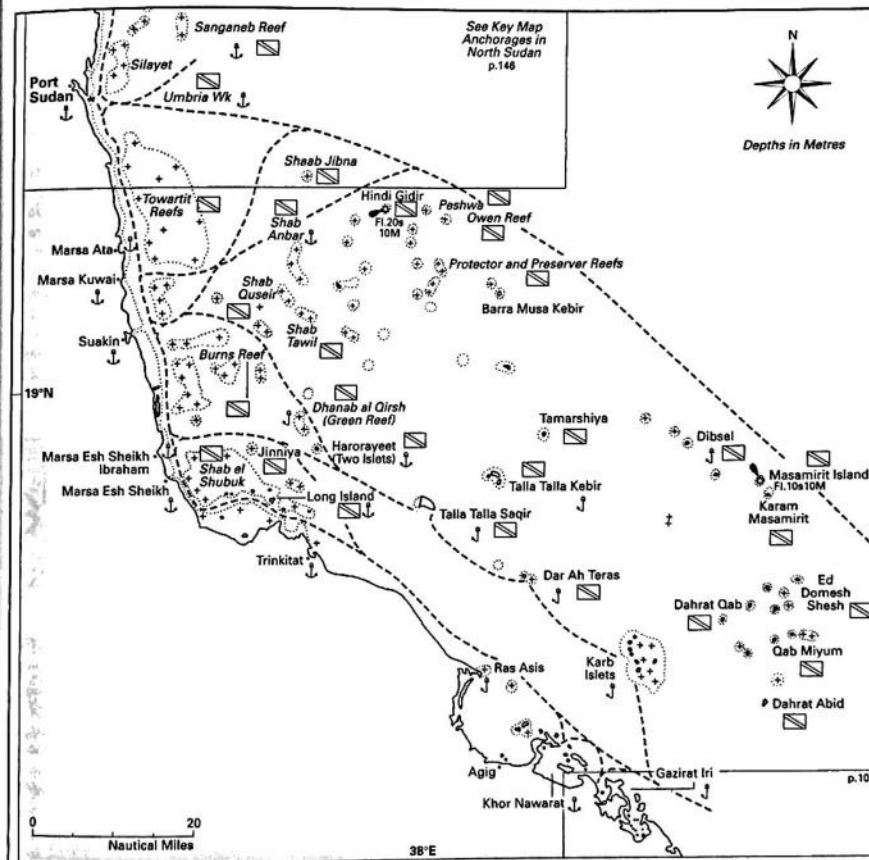 Sanganeb Reef
See Key Map
Anchorages in
North Sudan
p.146
N
Silayet
Port
Sudan
Umbria Wk
Depths in Metres
Shaab Jibna
Towartit
Reefs
Hindi Gidir
Fl.20s
10M
Peshwa
Owen Reef
Shab
Anbar
Marsa Ata
Protector and Preserver Reefs
Marsa Kuwai
Shab
Quseir
Barra Musa Kebir
Suakin
Shab
Tawil
Burns Reef
19°N
Dhanab al Qirsh
(Green Reef)
Tamarshiya
Marsa Esh Sheikh
Ibraham
Jinniya
Harorayeet
(Two Islets)
Dibsel
Shab el
Shubuk
Masamirit Island
Fl.10s10M
Marsa Esh Sheikh
Long Island
Talla Talla Kebir
Karam
Masamirit
Talla Talla Saqir
Trinkitat
Dar Ah Teras
Ed
Domesh
Shesh
Dahrat Qab
Ras Asis
Karb
Islets
Qab Miyum
Dahrat Abid
Agig
Gazirat Iri
p.10
Khor Nawarat
0 20
Nautical Miles
38°E